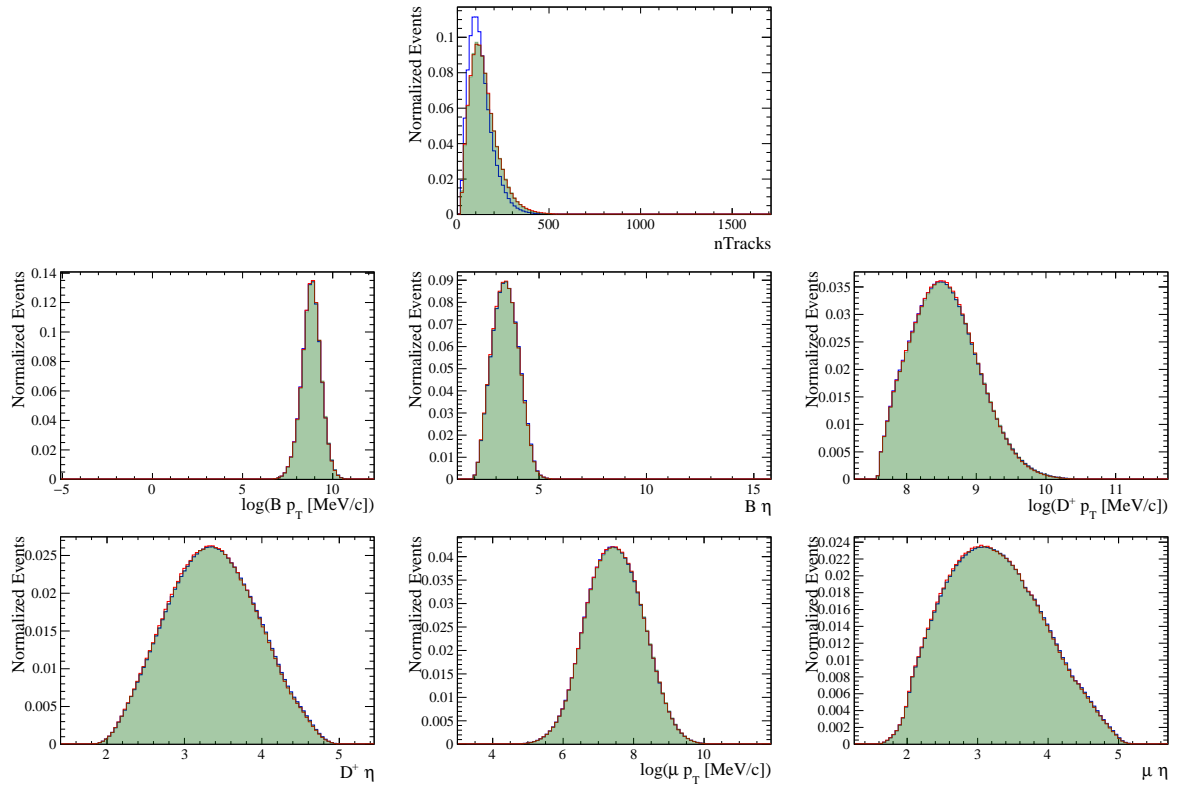 Normalized Events
0.1
0.08
0.06
0.04
0.02
0
0 500 1000 1500
nTracks
Normalized Events
0.14
0.12
0.1
0.08
0.06
0.04
0.02
0
−5 0 5 10
log(B p_T [MeV/c])
Normalized Events
0.09
0.08
0.07
0.06
0.05
0.04
0.03
0.02
0.01
0
5 10 15
B η
Normalized Events
0.035
0.03
0.025
0.02
0.015
0.01
0.005
0
8 9 10 11
log(D⁺ p_T [MeV/c])
Normalized Events
0.025
0.02
0.015
0.01
0.005
0
2 3 4 5
D⁺ η
Normalized Events
0.04
0.035
0.03
0.025
0.02
0.015
0.01
0.005
0
4 6 8 10
log(μ p_T [MeV/c])
Normalized Events
0.024
0.022
0.02
0.018
0.016
0.014
0.012
0.01
0.008
0.006
0.004
0.002
0
2 3 4 5
μ η